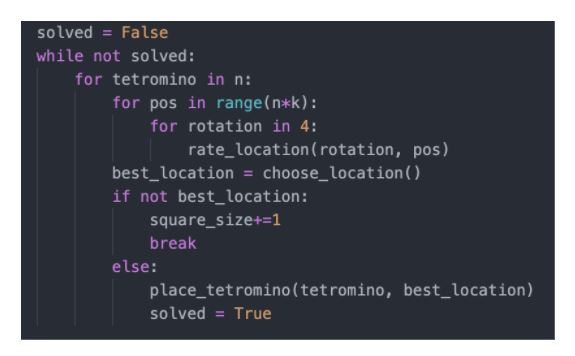 solved = False
while not solved:
    for tetromino in n:
        for pos in range(n*k):
            for rotation in 4:
                rate_location(rotation, pos)
        best_location = choose_location()
        if not best_location:
            square_size+=1
            break
        else:
            place_tetromino(tetromino, best_location)
            solved = True